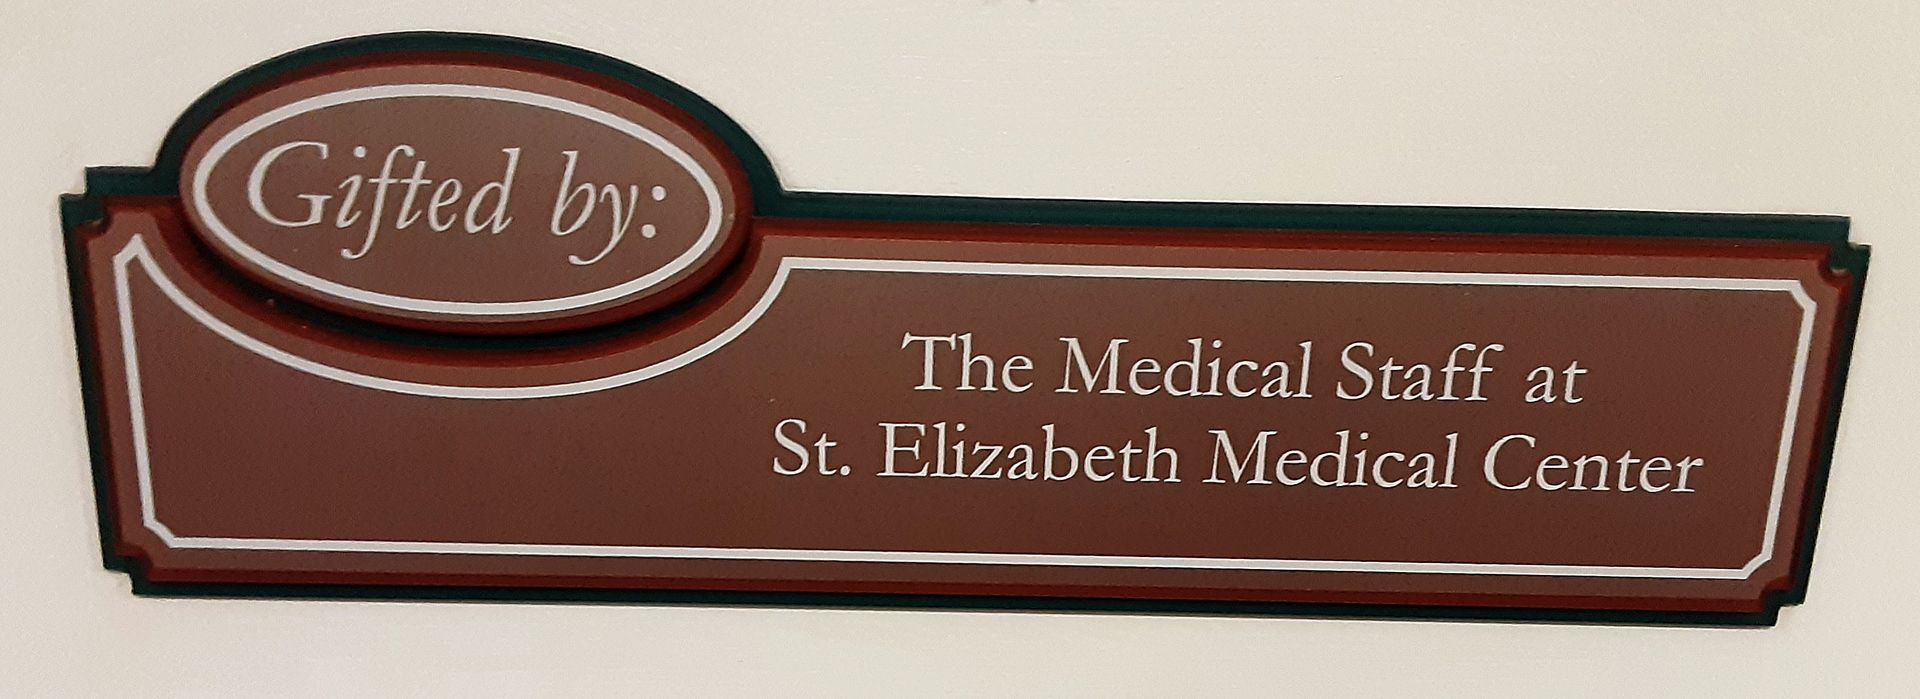 Gifted by:
The Medical Staff at
St. Elizabeth Medical Center